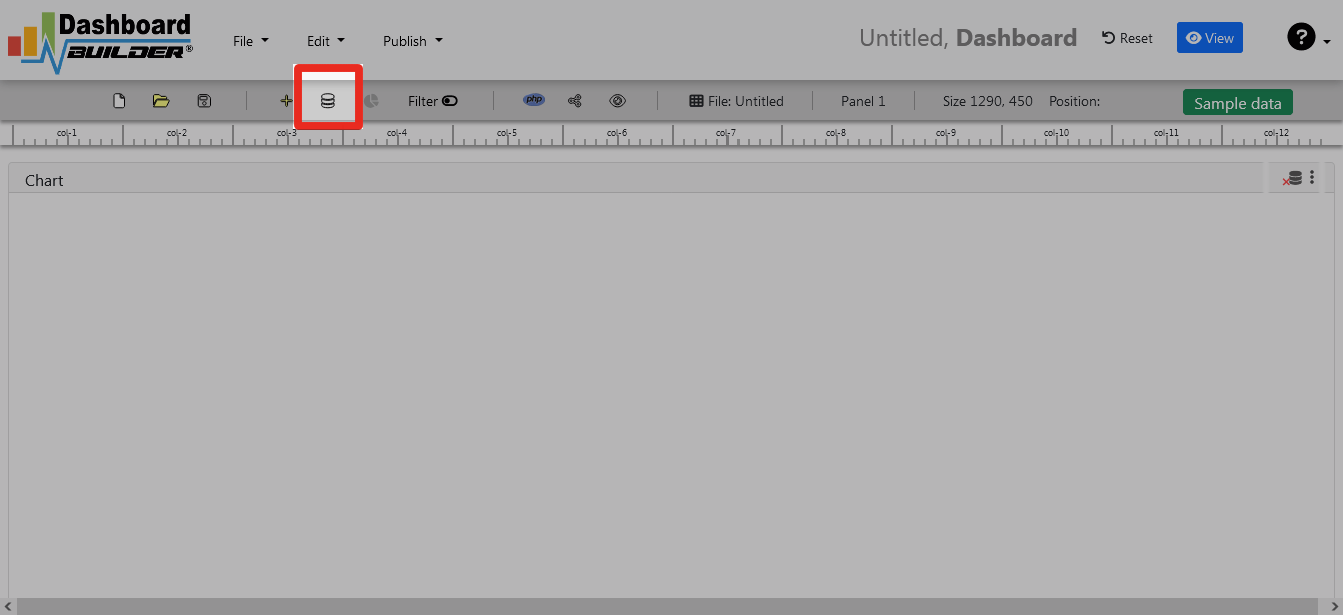 Dashboard
BUILDER®
File Edit Publish Untitled, Dashboard Reset View ?
Filter php File: Untitled Panel 1 Size 1290, 450 Position: Sample data
col-1 col-2 col-3 col-4 col-5 col-6 col-7 col-8 col-9 col-10 col-11 col-12
Chart